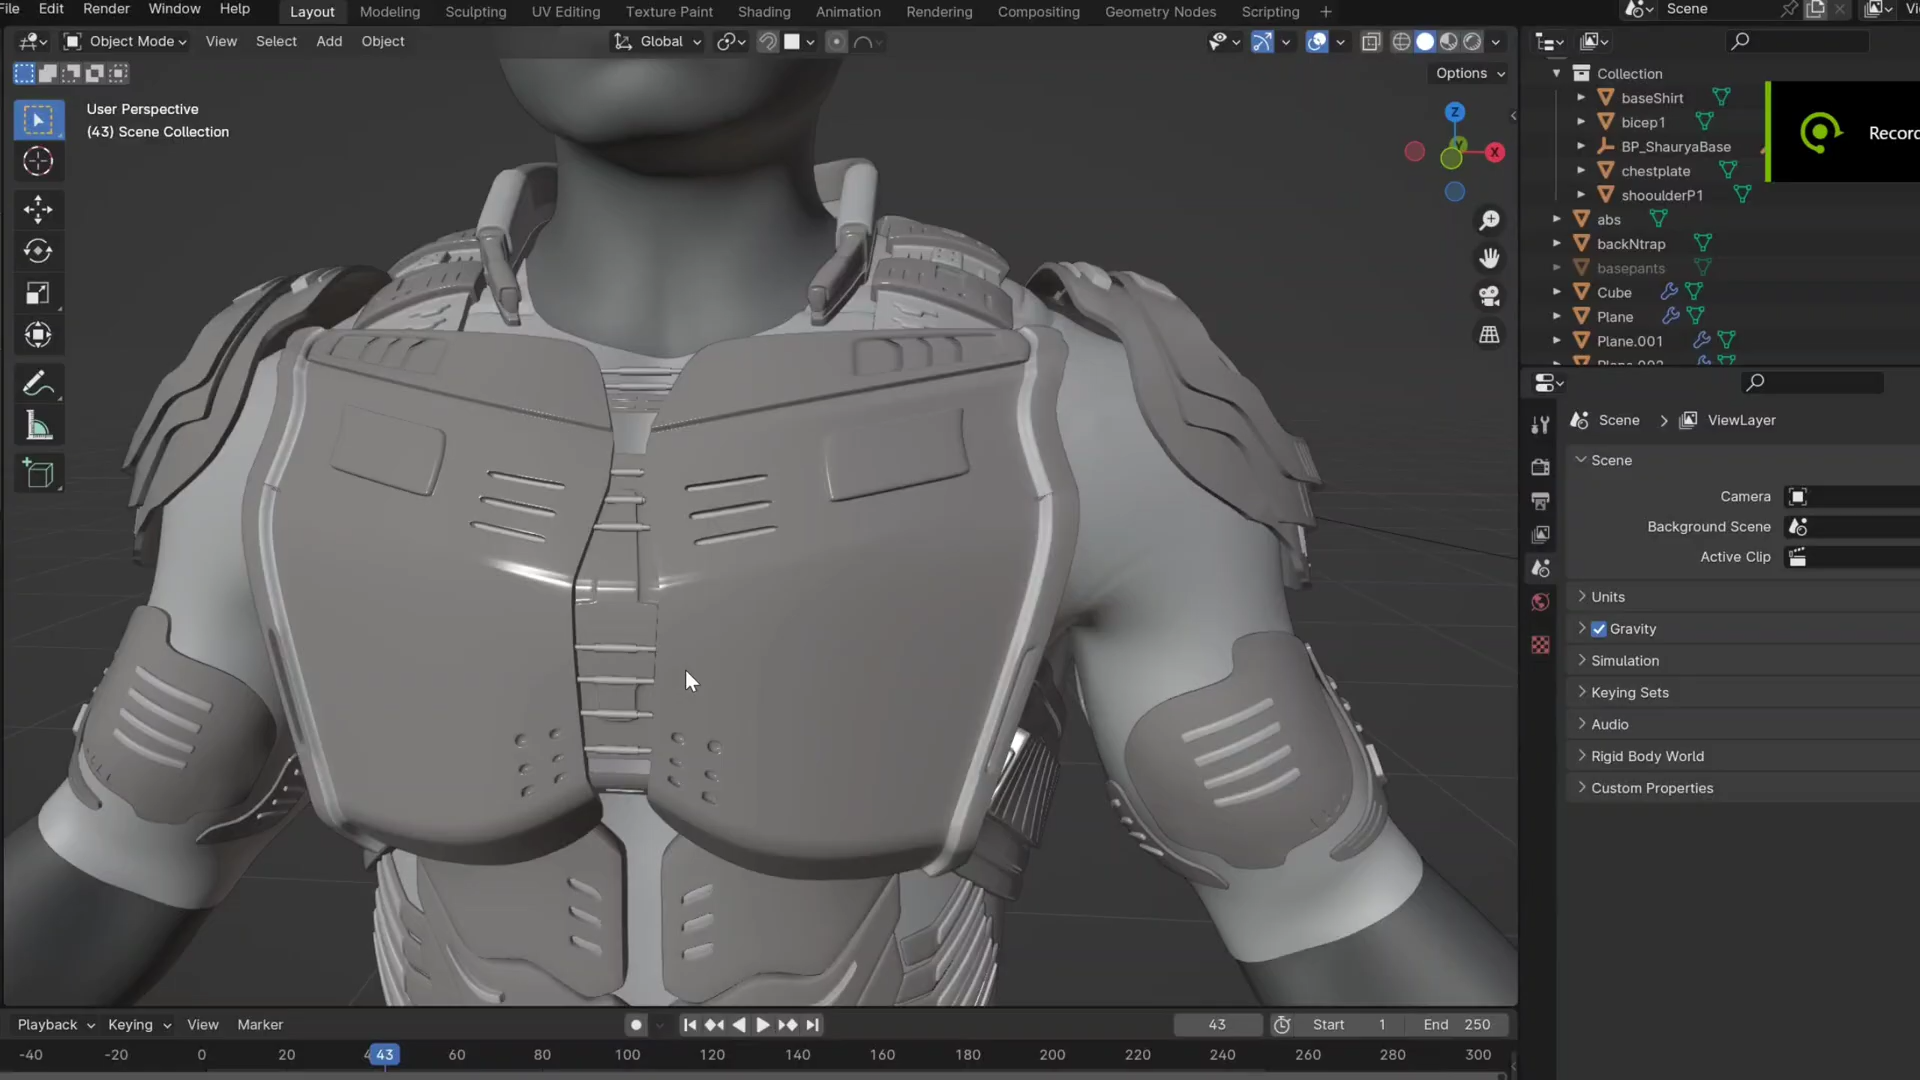 File Edit Render Window Help Layout Modeling Sculpting UV Editing Texture Paint Shading Animation Rendering Compositing Geometry Nodes Scripting + Scene
Object Mode View Select Add Object Global
Options
User Perspective
(43) Scene Collection
Z
Y
X
Collection
baseShirt
bicep1
BP_ShauryaBase
chestplate
shooulderP1
abs
backNtrap
basepants
Cube
Plane
Plane.001
Plane.002
Record
Scene > ViewLayer
Scene
Camera
Background Scene
Active Clip
Units
Gravity
Simulation
Keying Sets
Audio
Rigid Body World
Custom Properties
Playback Keying View Marker 43 Start 1 End 250
-40 -20 0 20 43 60 80 100 120 140 160 180 200 220 240 260 280 300